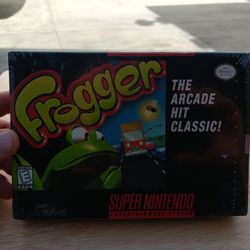 Frogger
THE
ARCADE
HIT
CLASSIC!
SUPER NINTENDO
ENTERTAINMENT SYSTEM
E